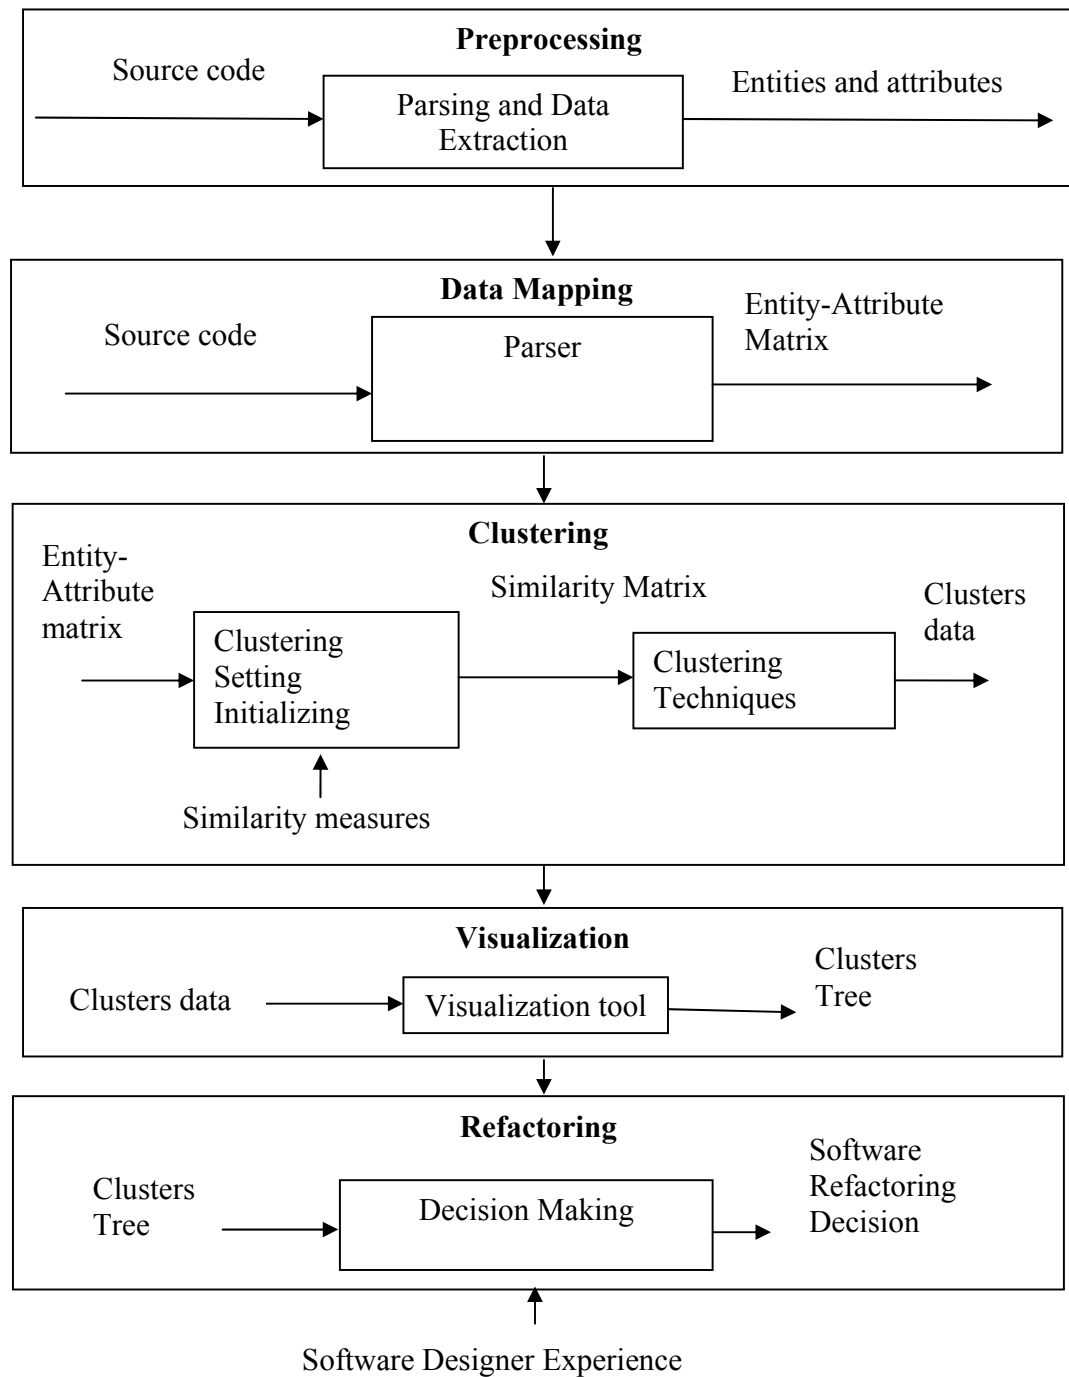 Preprocessing
Source code
Parsing and Data
Extraction
Entities and attributes
Data Mapping
Source code
Parser
Entity-Attribute
Matrix
Clustering
Entity-
Attribute
matrix
Clustering
Setting
Initializing
Similarity measures
Similarity Matrix
Clustering
Techniques
Clusters
data
Visualization
Clusters data
Visualization tool
Clusters
Tree
Refactoring
Clusters
Tree
Decision Making
Software
Refactoring
Decision
Software Designer Experience